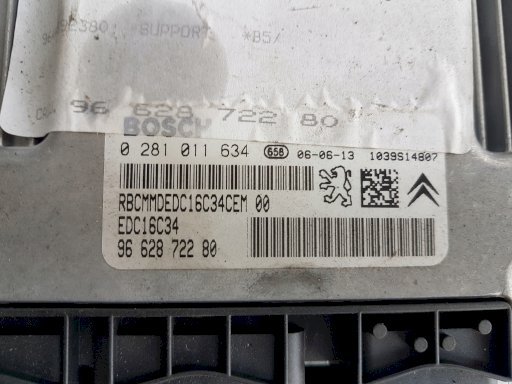 *SUPPORT *B5/
96 628 722 80
BOSCH
0 281 011 634 658 06-06-13 1039S14807
RBCMMDEDC16C34CEM 00
EDC16C34
96 628 722 80